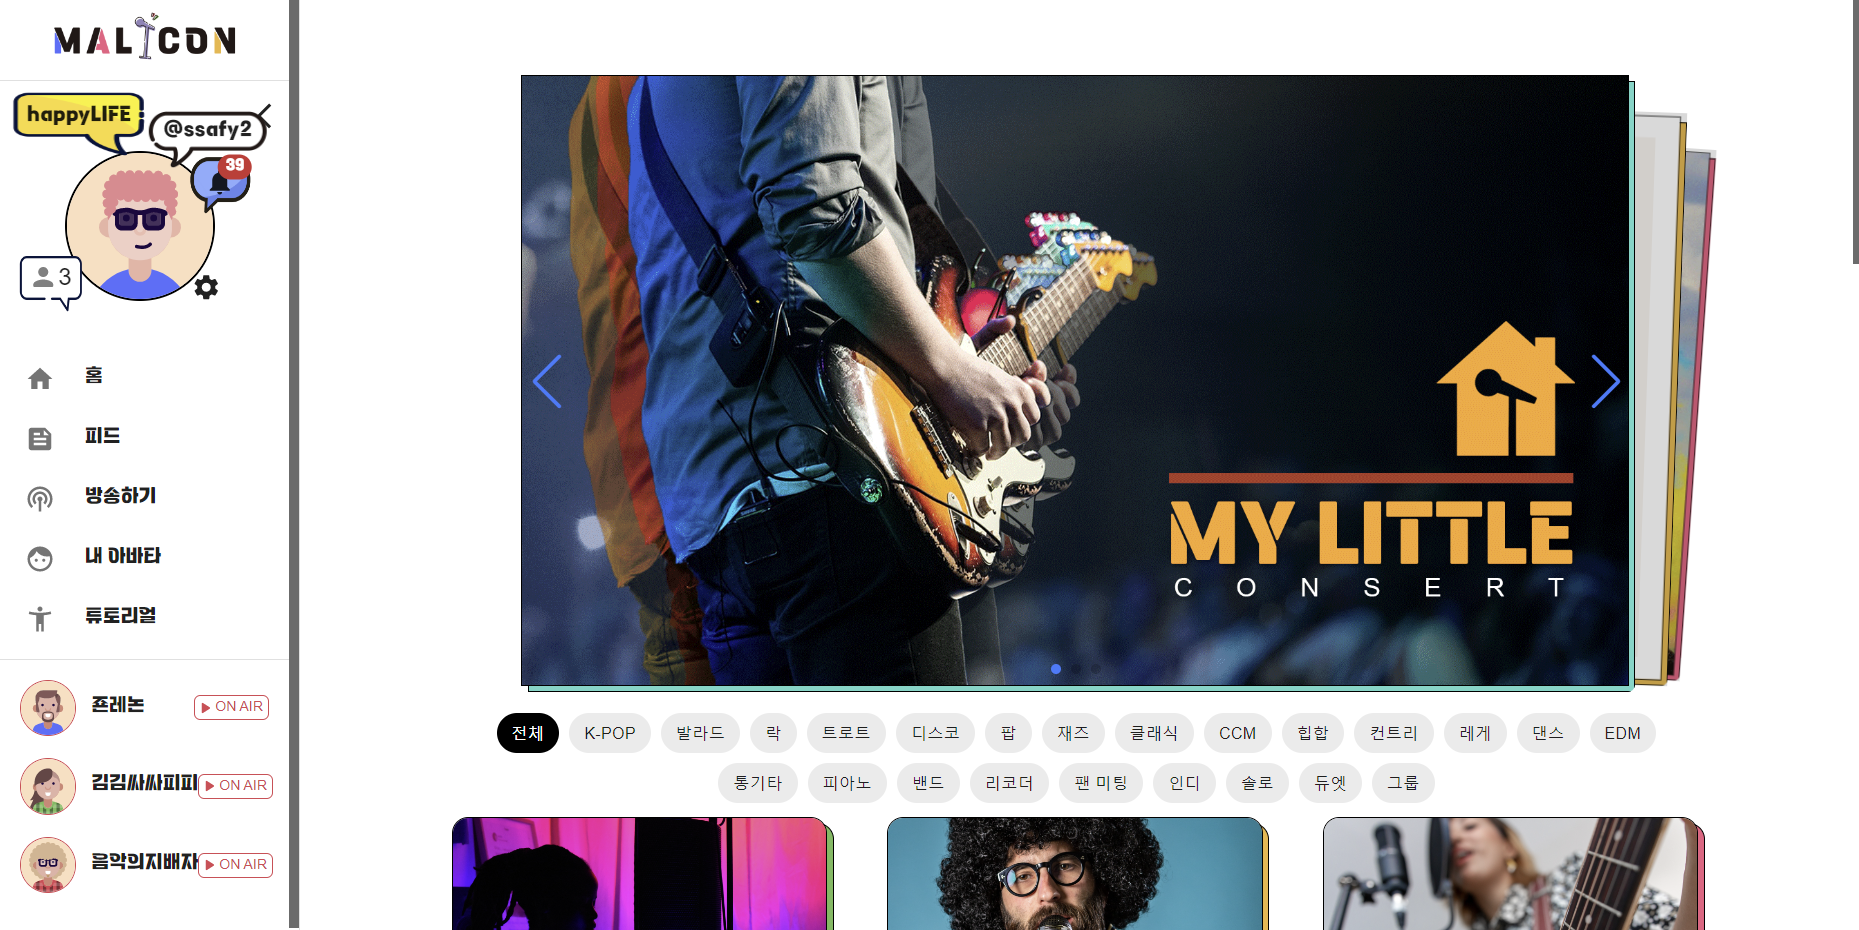 MALICON
happyLIFE
@ssafy2
39
3
홈
피드
방송하기
내 아바타
튜토리얼
죤레논
ON AIR
김김싸싸피피
ON AIR
음악의지배자
ON AIR
MY LITTLE
CONSERT
전체 K-POP 발라드 락 트로트 디스코 팝 재즈 클래식 CCM 힙합 컨트리 레게 댄스 EDM
통기타 피아노 밴드 리코더 팬 미팅 인디 솔로 듀엣 그룹